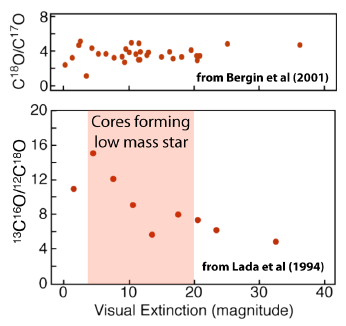 8
4
0
C¹⁸O/C¹⁷O
from Bergin et al (2001)
20
16
12
8
4
0
¹³C¹⁶O/¹²C¹⁸O
Cores forming
low mass star
from Lada et al (1994)
0 10 20 30 40
Visual Extinction (magnitude)